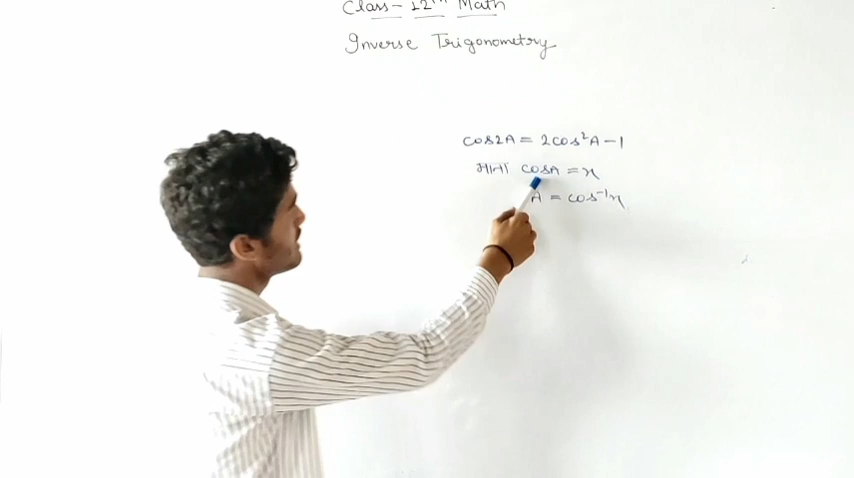 Class- 12th Math
Inverse Trigonometry
cos2A = 2cos²A - 1
माना cosA = x
A = cos⁻¹x